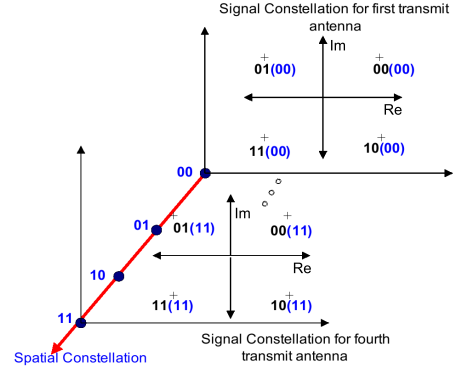 Signal Constellation for first transmit
antenna
Im
01(00) 00(00)
Re
11(00) 10(00)
00
Im
01 01(11) 00(11)
Re
10
11(11) 10(11)
11
Signal Constellation for fourth
transmit antenna
Spatial Constellation